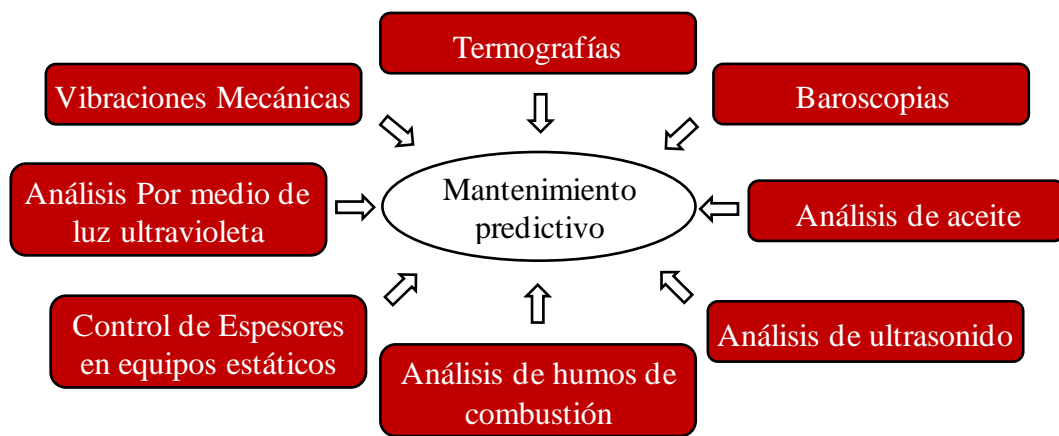 Termografías
Vibraciones Mecánicas
Baroscopias
Análisis Por medio de
luz ultravioleta
Mantenimiento
predictivo
Análisis de aceite
Control de Espesores
en equipos estáticos
Análisis de humos de
combustión
Análisis de ultrasonido